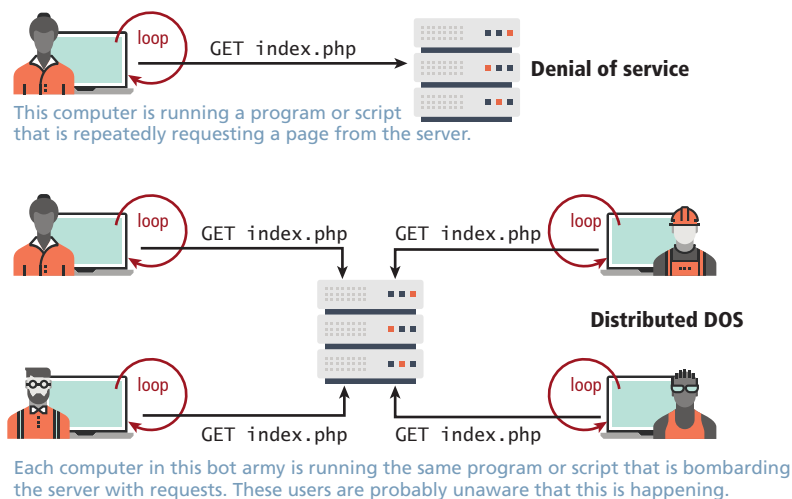 loop
GET index.php
Denial of service
This computer is running a program or script
that is repeatedly requesting a page from the server.
loop
GET index.php
GET index.php
loop
Distributed DOS
loop
GET index.php
GET index.php
loop
Each computer in this bot army is running the same program or script that is bombarding
the server with requests. These users are probably unaware that this is happening.